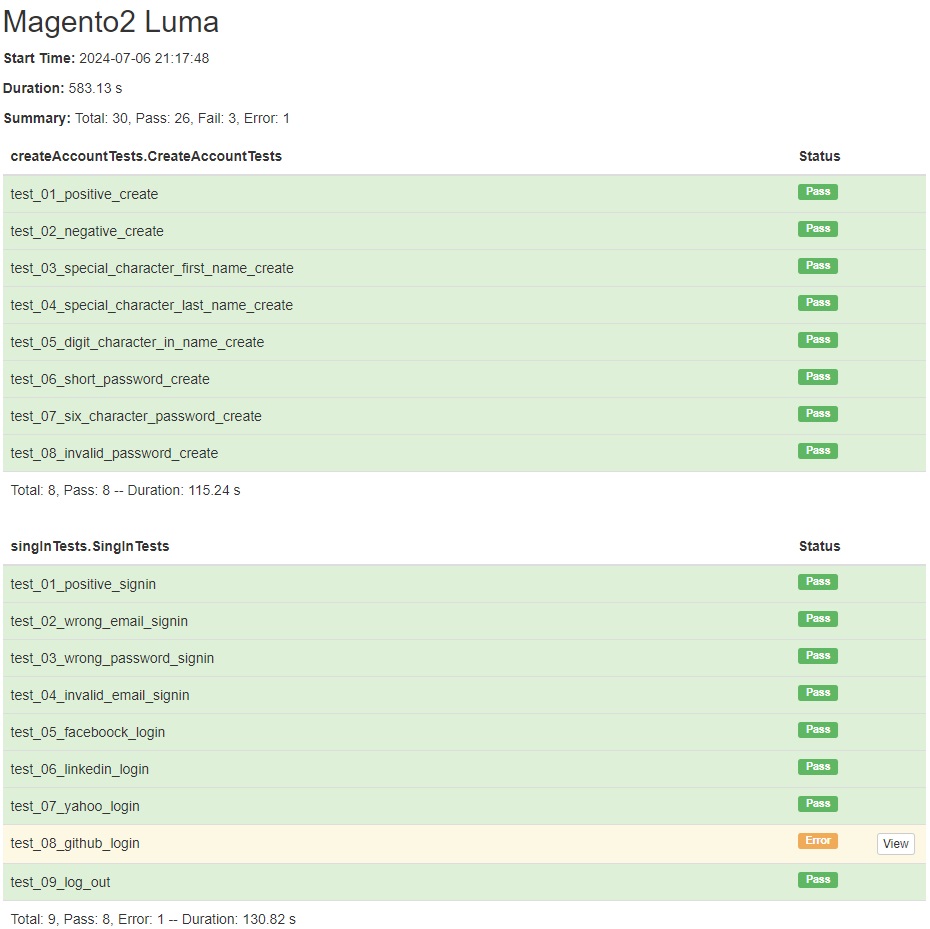 Magento2 Luma
Start Time: 2024-07-06 21:17:48
Duration: 583.13 s
Summary: Total: 30, Pass: 26, Fail: 3, Error: 1
createAccountTests.CreateAccountTests Status
test_01_positive_create Pass
test_02_negative_create Pass
test_03_special_character_first_name_create Pass
test_04_special_character_last_name_create Pass
test_05_digit_character_in_name_create Pass
test_06_short_password_create Pass
test_07_six_character_password_create Pass
test_08_invalid_password_create Pass
Total: 8, Pass: 8 -- Duration: 115.24 s
singInTests.SingInTests Status
test_01_positive_signin Pass
test_02_wrong_email_signin Pass
test_03_wrong_password_signin Pass
test_04_invalid_email_signin Pass
test_05_faceboock_login Pass
test_06_linkedin_login Pass
test_07_yahoo_login Pass
test_08_github_login Error View
test_09_log_out Pass
Total: 9, Pass: 8, Error: 1 -- Duration: 130.82 s